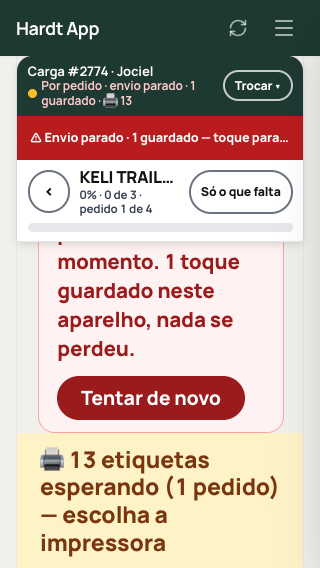 Hardt App
Carga #2774 · Jociel
Por pedido · envio parado · 1
guardado · 🖨 13
Trocar ▾
⚠ Envio parado · 1 guardado — toque para…
‹
KELI TRAIL…
0% · 0 de 3 ·
pedido 1 de 4
Só o que falta
momento. 1 toque
guardado neste
aparelho, nada se
perdeu.
Tentar de novo
🖨 13 etiquetas
esperando (1 pedido)
— escolha a
impressora